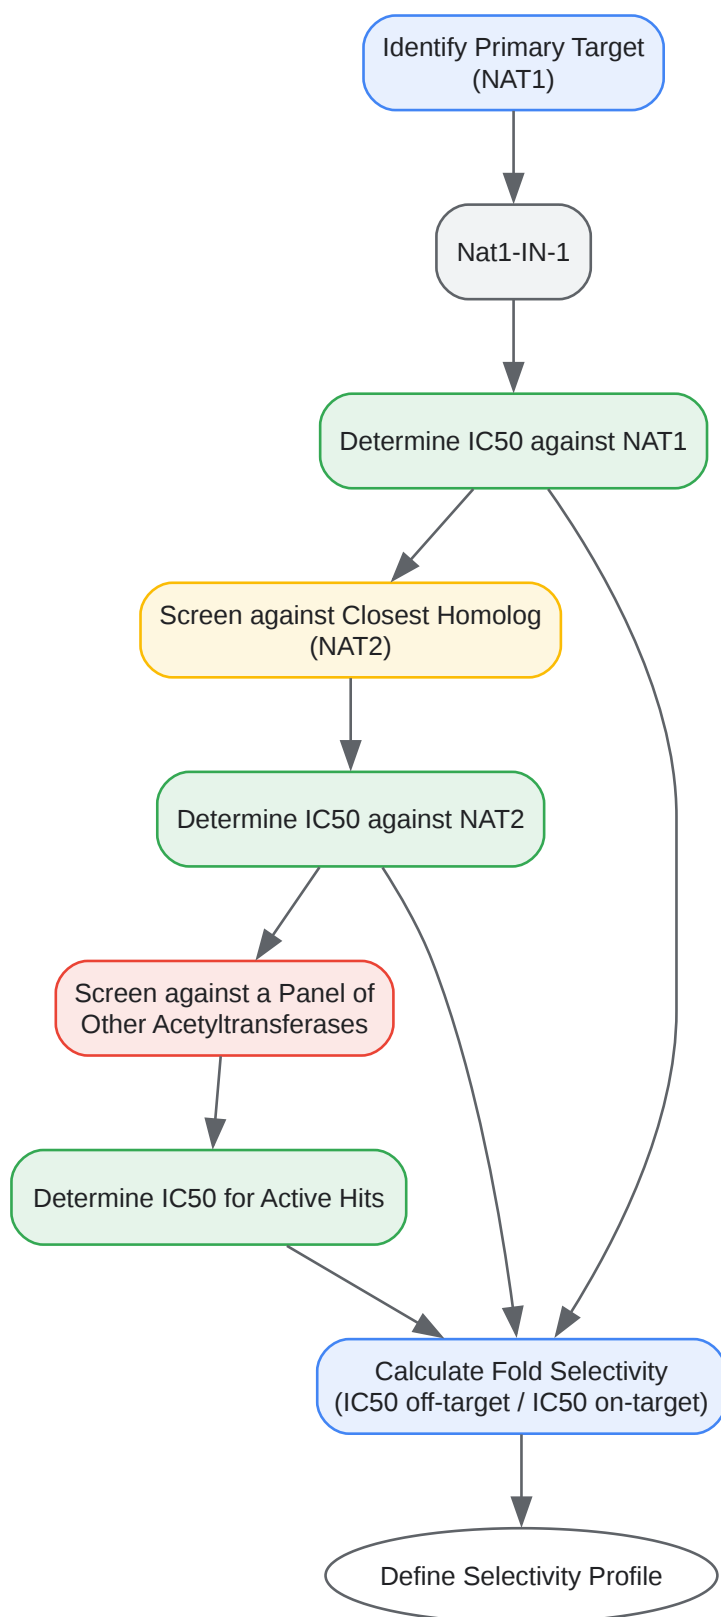 Identify Primary Target
(NAT1)
Nat1-IN-1
Determine IC50 against NAT1
Screen against Closest Homolog
(NAT2)
Determine IC50 against NAT2
Screen against a Panel of
Other Acetyltransferases
Determine IC50 for Active Hits
Calculate Fold Selectivity
(IC50 off-target / IC50 on-target)
Define Selectivity Profile